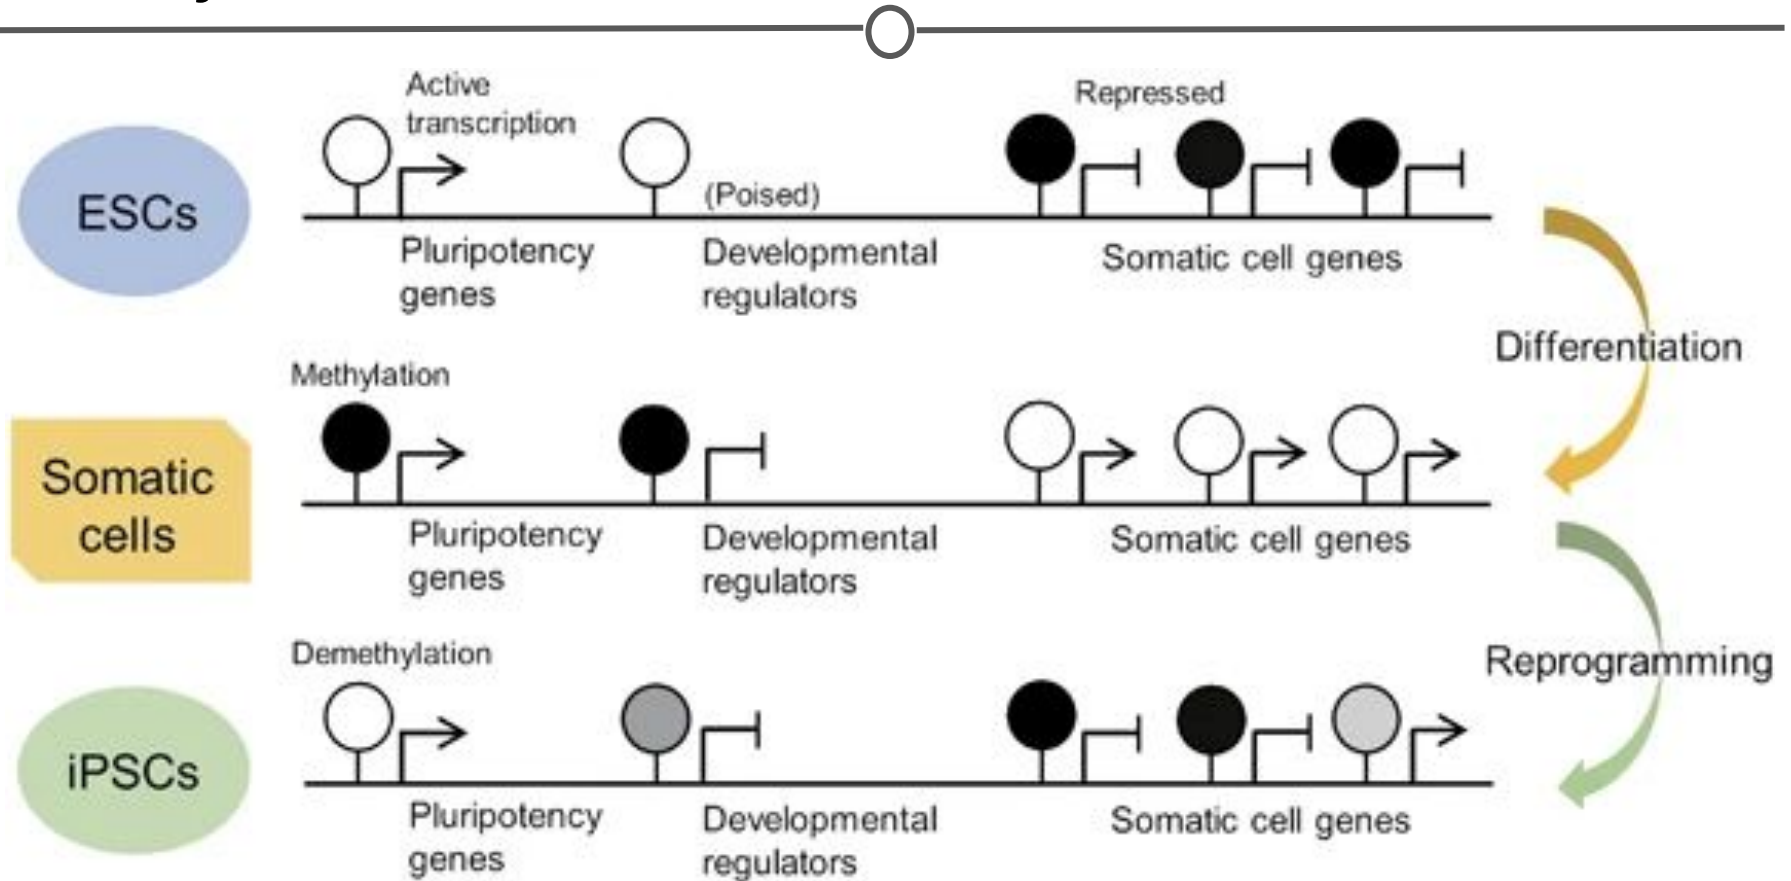 Active
transcription
Repressed
ESCs
(Poised)
Pluripotency
genes
Developmental
regulators
Somatic cell genes
Differentiation
Methylation
Somatic
cells
Pluripotency
genes
Developmental
regulators
Somatic cell genes
Reprogramming
Demethylation
iPSCs
Pluripotency
genes
Developmental
regulators
Somatic cell genes